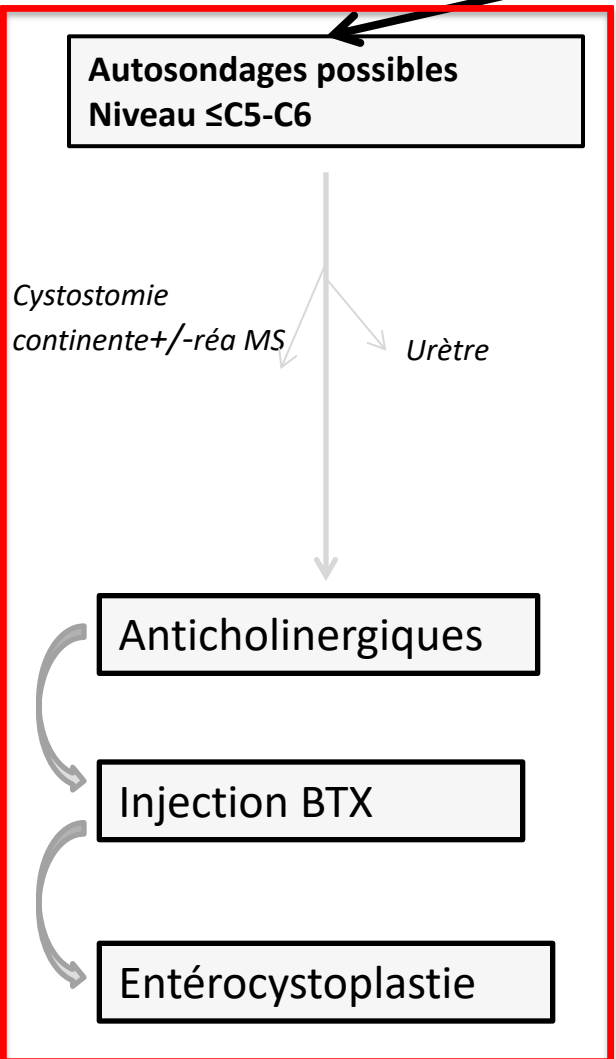 Autosondages possibles
Niveau ≤C5-C6
Cystostomie
continente+/-réa MS
Urètre
Anticholinergiques
Injection BTX
Entérocystoplastie